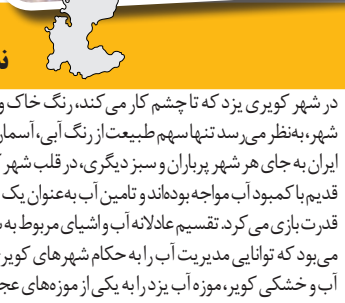 در شهر کویری یزد که تا چشم کار می‌کند، رنگ خاک و
شهر، به‌نظر می‌رسد تنها سهم طبیعت از رنگ آبی، آسمان
ایران به جای هر شهر پرباران و سبز دیگری، در قلب شهر
قدیم با کمبود آب مواجه بوده‌اند و تامین آب به‌عنوان یک
قدرت بازی می‌کرد. تقسیم عادلانه آب و اشیای مربوط به
می‌بود که توانایی مدیریت آب را به حکام شهرهای کویر
آب و خشکی کویر، موزه آب یزد را به یکی از موزه‌های عج